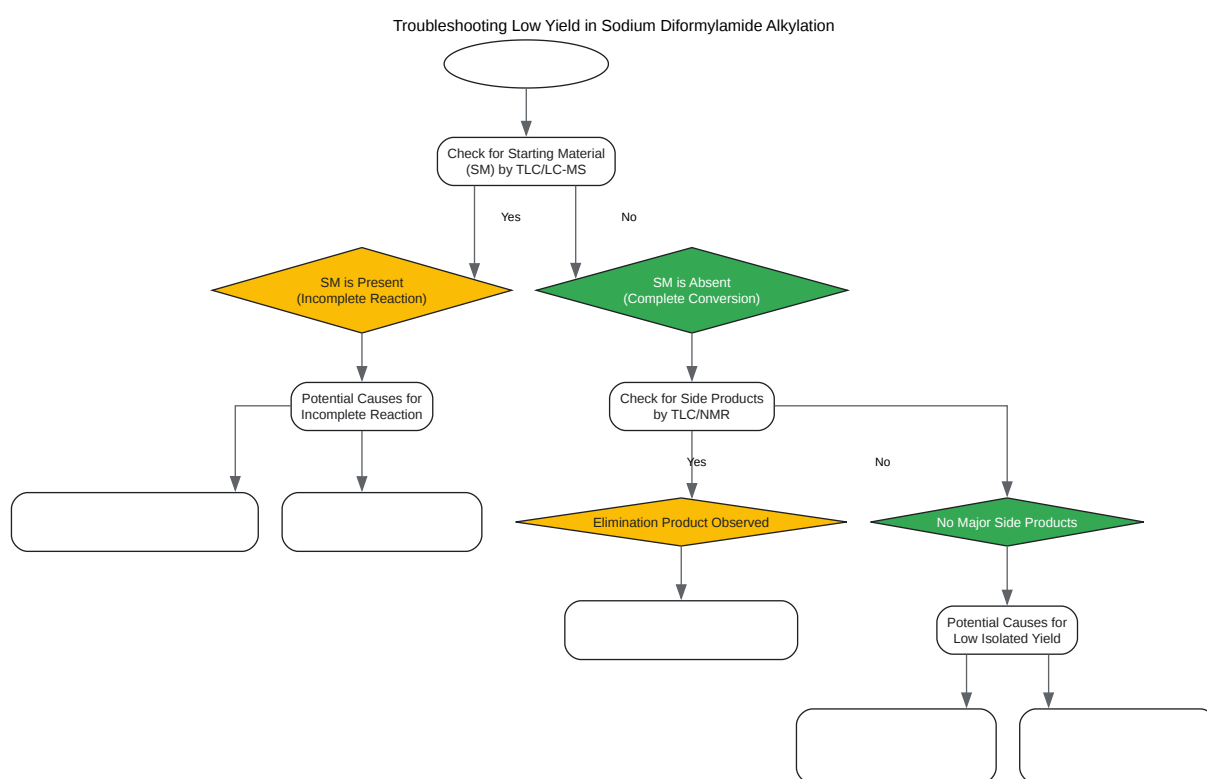 Troubleshooting Low Yield in Sodium Diformylamide Alkylation
Check for Starting Material
(SM) by TLC/LC-MS
Yes
No
SM is Present
(Incomplete Reaction)
SM is Absent
(Complete Conversion)
Potential Causes for
Incomplete Reaction
Check for Side Products
by TLC/NMR
Yes
No
Elimination Product Observed
No Major Side Products
Potential Causes for
Low Isolated Yield